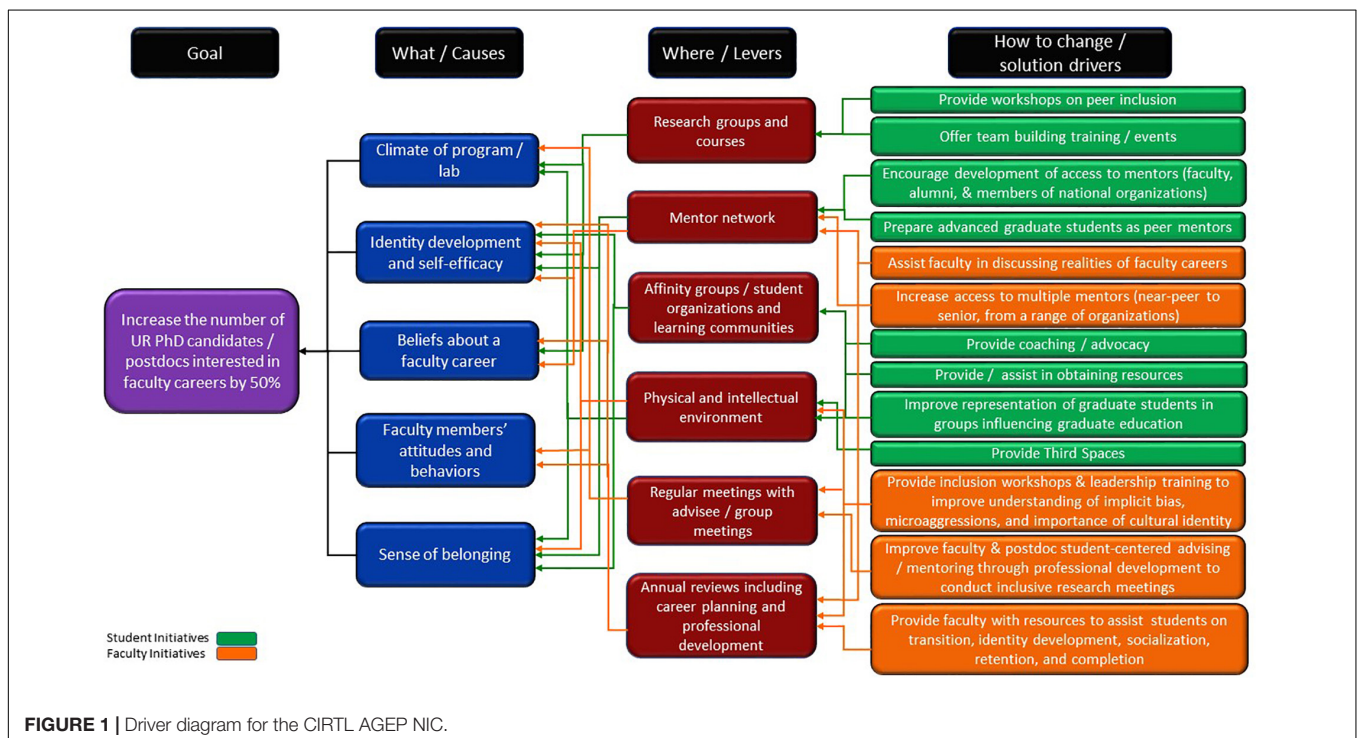 Goal
What / Causes
Where / Levers
How to change /
solution drivers
Increase the number of
UR PhD candidates /
postdocs interested in
faculty careers by 50%
Climate of program /
lab
Identity development
and self-efficacy
Beliefs about a
faculty career
Faculty members'
attitudes and
behaviors
Sense of belonging
Research groups and
courses
Mentor network
Affinity groups / student
organizations and
learning communities
Physical and intellectual
environment
Regular meetings with
advisee / group
meetings
Annual reviews including
career planning and
professional
development
Provide workshops on peer inclusion
Offer team building training / events
Encourage development of access to mentors (faculty,
alumni, & members of national organizations)
Prepare advanced graduate students as peer mentors
Assist faculty in discussing realities of faculty careers
Increase access to multiple mentors (near-peer to
senior, from a range of organizations)
Provide coaching / advocacy
Provide / assist in obtaining resources
Improve representation of graduate students in
groups influencing graduate education
Provide Third Spaces
Provide inclusion workshops & leadership training to
improve understanding of implicit bias,
microaggressions, and importance of cultural identity
Improve faculty & postdoc student-centered advising
/ mentoring through professional development to
conduct inclusive research meetings
Provide faculty with resources to assist students on
transition, identity development, socialization,
retention, and completion
Student Initiatives
Faculty Initiatives
FIGURE 1 | Driver diagram for the CIRTL AGEP NIC.